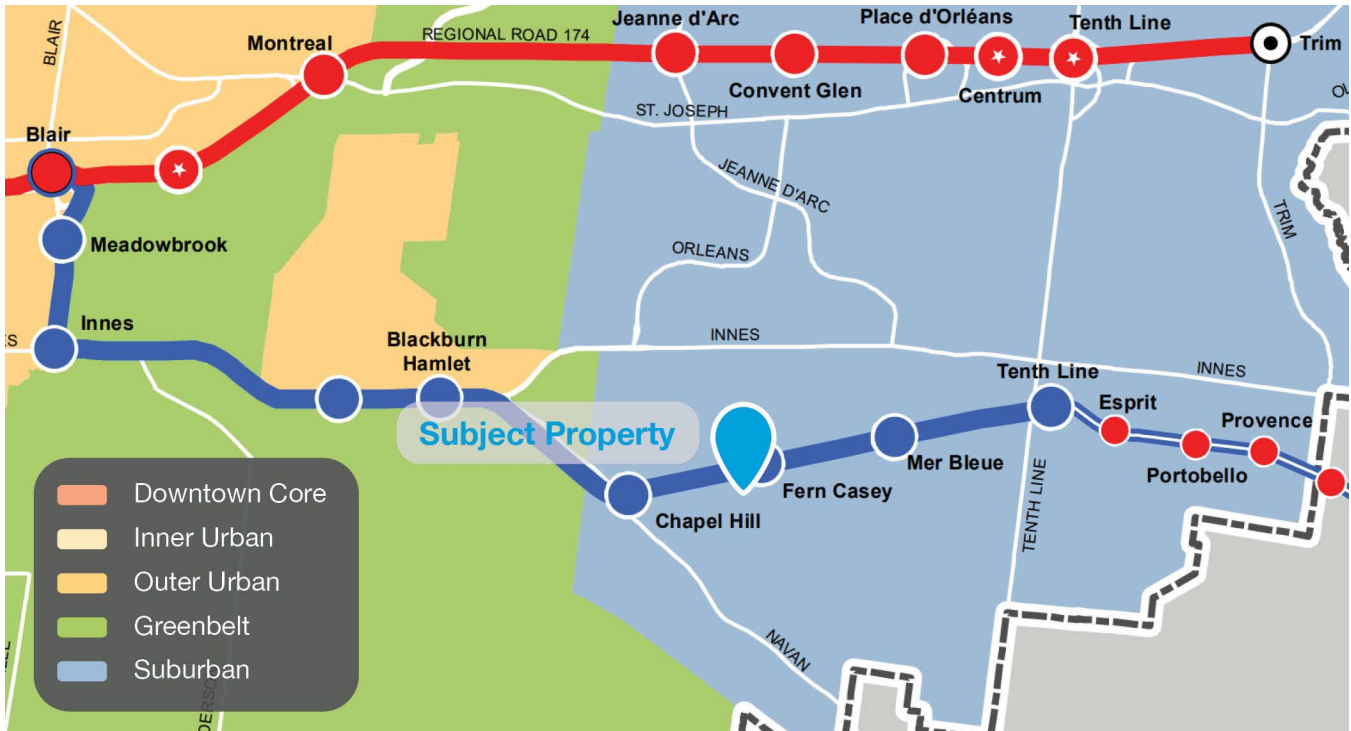 Jeanne d'Arc
Place d'Orléans
Tenth Line
BLAIR
Montreal
REGIONAL ROAD 174
Trim
Convent Glen
Centrum
ST. JOSEPH
Blair
JEANNE D'ARC
TRIM
Meadowbrook
ORLEANS
Innes
Blackburn
Hamlet
INNES
INNES
Tenth Line
Esprit
Provence
Subject Property
Mer Bleue
Portobello
Fern Casey
Chapel Hill
TENTH LINE
NAVAN
Downtown Core
Inner Urban
Outer Urban
Greenbelt
Suburban